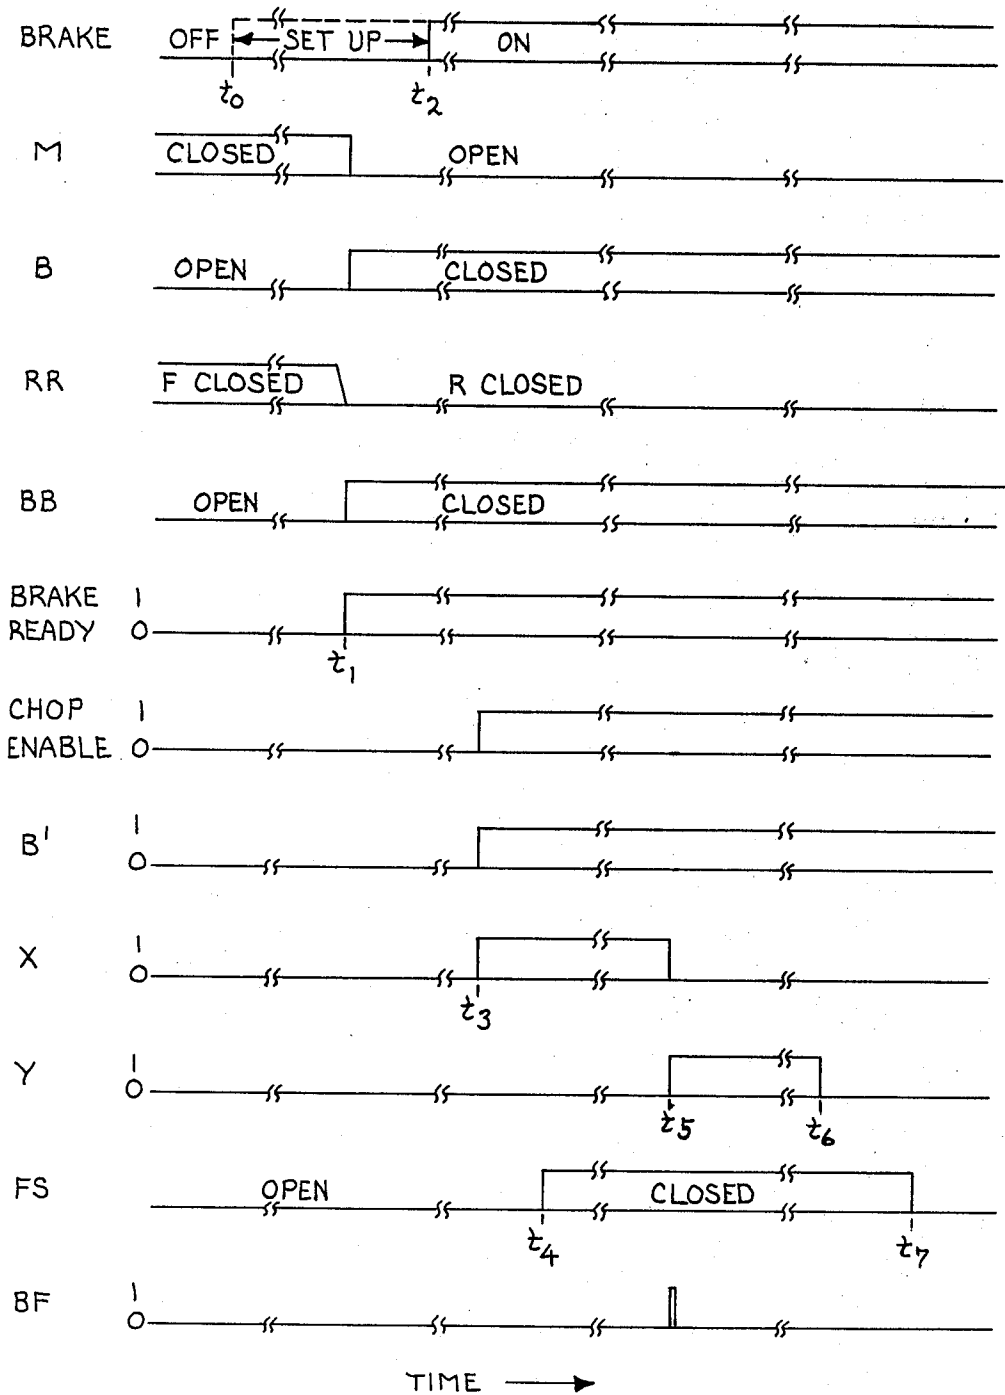 BRAKE OFF SET UP ON
t0 t2
M CLOSED OPEN
B OPEN CLOSED
RR F CLOSED R CLOSED
BB OPEN CLOSED
BRAKE 1
READY 0
t1
CHOP 1
ENABLE 0
B' 1
0
X 1
0
t3
Y 1
0
t5 t6
FS OPEN CLOSED
t4 t7
BF 1
0
TIME